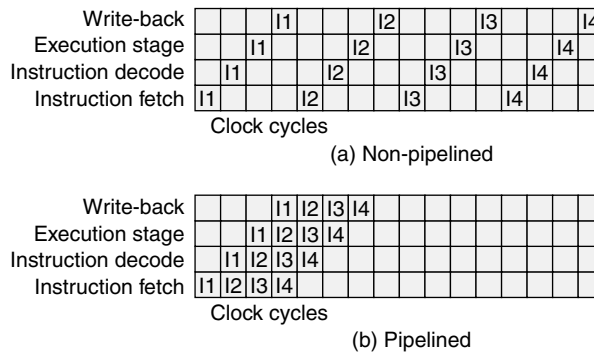 Write-back I1 I2 I3 I4
Execution stage I1 I2 I3 I4
Instruction decode I1 I2 I3 I4
Instruction fetch I1 I2 I3 I4
Clock cycles
(a) Non-pipelined
Write-back I1 I2 I3 I4
Execution stage I1 I2 I3 I4
Instruction decode I1 I2 I3 I4
Instruction fetch I1 I2 I3 I4
Clock cycles
(b) Pipelined